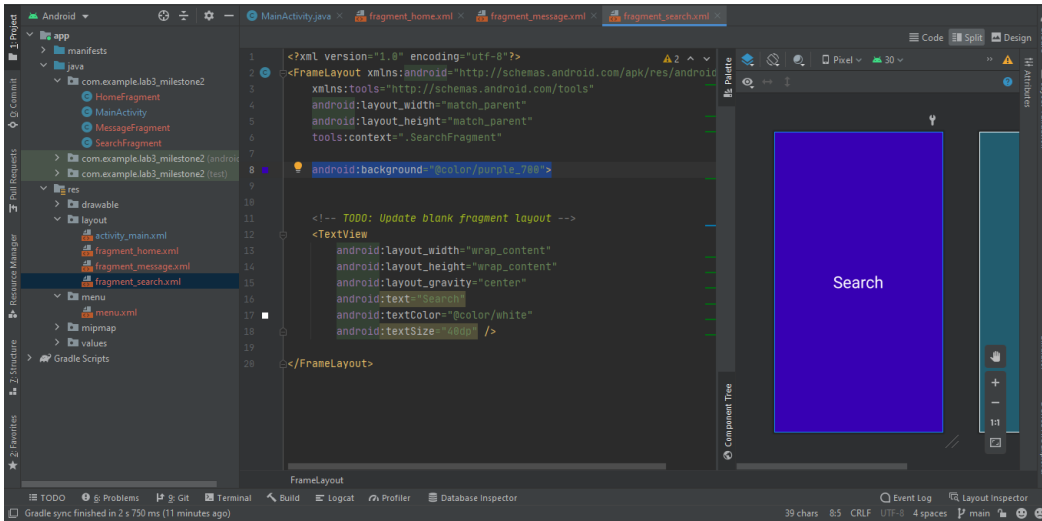 Android
MainActivity.java
fragment_home.xml
fragment_message.xml
fragment_search.xml
Code
Split
Design
1: Project
0: Commit
Pull Requests
Resource Manager
7: Structure
2: Favorites
app
manifests
java
com.example.lab3_milestone2
HomeFragment
MainActivity
MessageFragment
SearchFragment
com.example.lab3_milestone2 (androi
com.example.lab3_milestone2 (test)
res
drawable
layout
activity_main.xml
fragment_home.xml
fragment_message.xml
fragment_search.xml
menu
menu.xml
mipmap
values
Gradle Scripts
1 <?xml version="1.0" encoding="utf-8"?>
2 <FrameLayout xmlns:android="http://schemas.android.com/apk/res/android
3 xmlns:tools="http://schemas.android.com/tools"
4 android:layout_width="match_parent"
5 android:layout_height="match_parent"
6 tools:context=".SearchFragment"
7
8 android:background="@color/purple_700">
9
10
11 <!-- TODO: Update blank fragment layout -->
12 <TextView
13 android:layout_width="wrap_content"
14 android:layout_height="wrap_content"
15 android:layout_gravity="center"
16 android:text="Search"
17 android:textColor="@color/white"
18 android:textSize="40dp" />
19
20 </FrameLayout>
2
FrameLayout
Palette
Component Tree
Pixel
30
Attributes
Search
1:1
TODO
6: Problems
9: Git
Terminal
Build
Logcat
Profiler
Database Inspector
Event Log
Layout Inspector
Gradle sync finished in 2 s 750 ms (11 minutes ago)
39 chars
8:5
CRLF
UTF-8
4 spaces
main